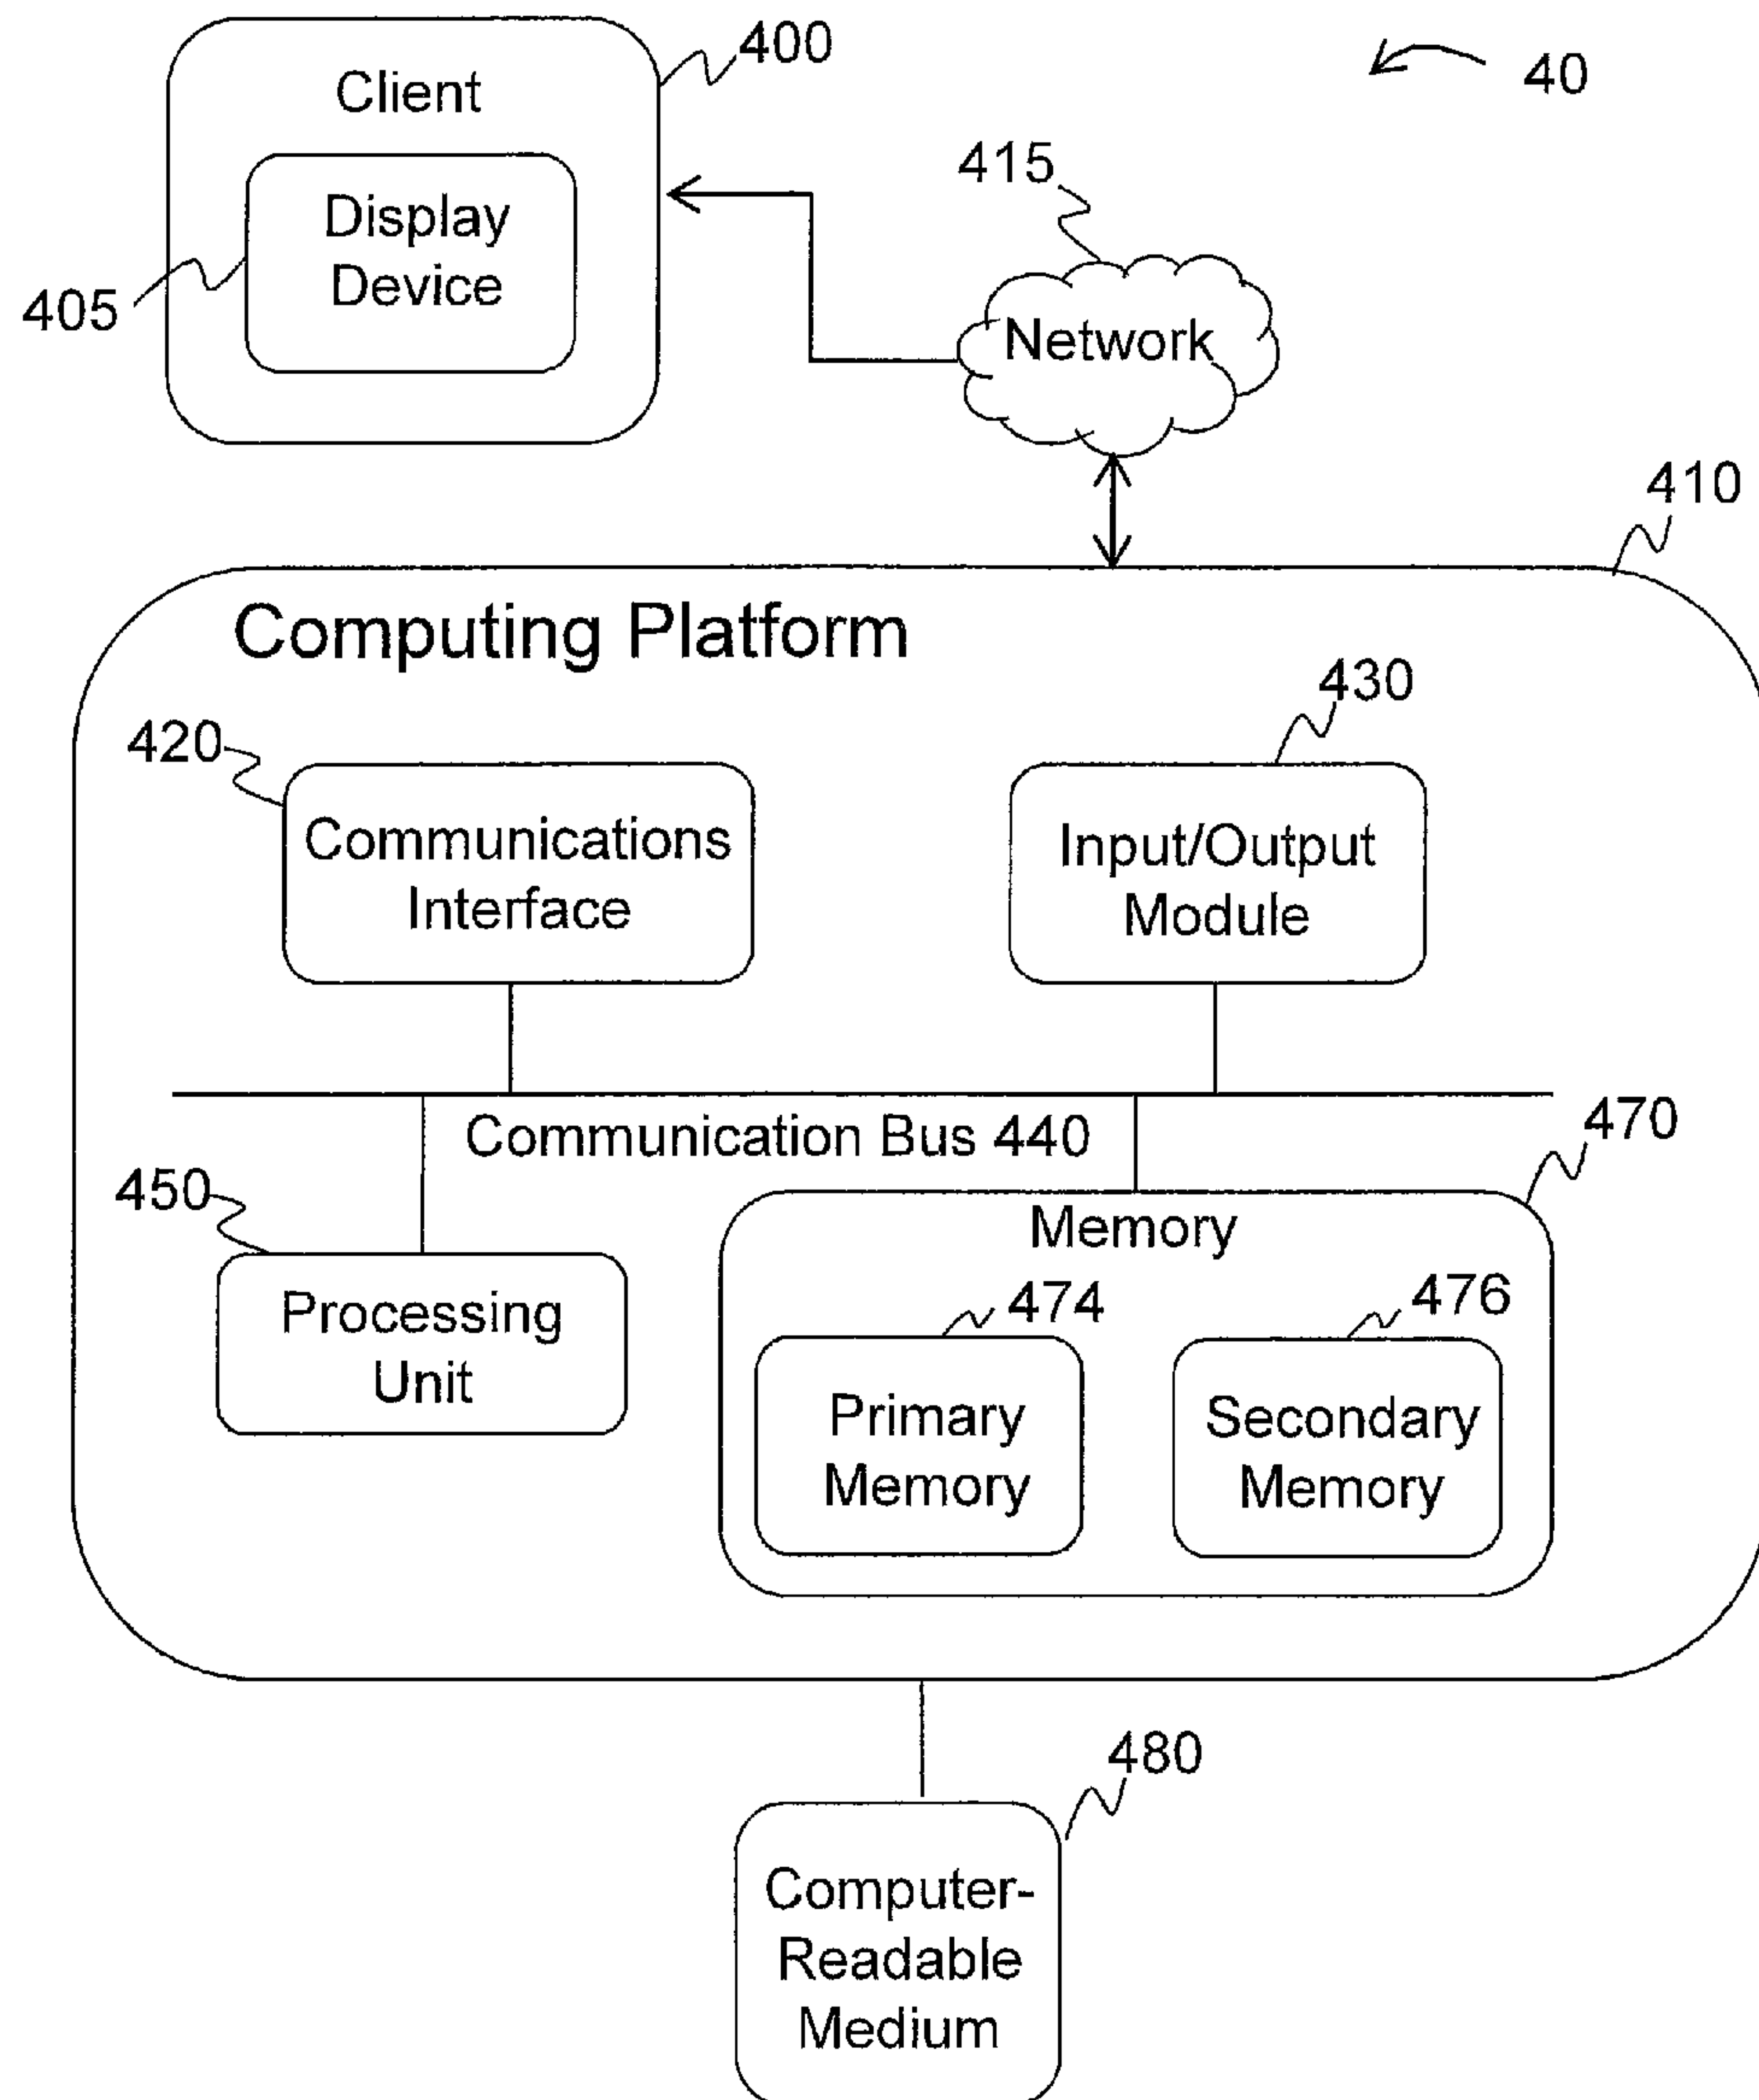 400
Client
40
415
Display
Device
405
Network
410
Computing Platform
430
420
Communications
Interface
Input/Output
Module
Communication Bus 440
470
450
Memory
Processing
Unit
474
476
Primary
Memory
Secondary
Memory
480
Computer-
Readable
Medium